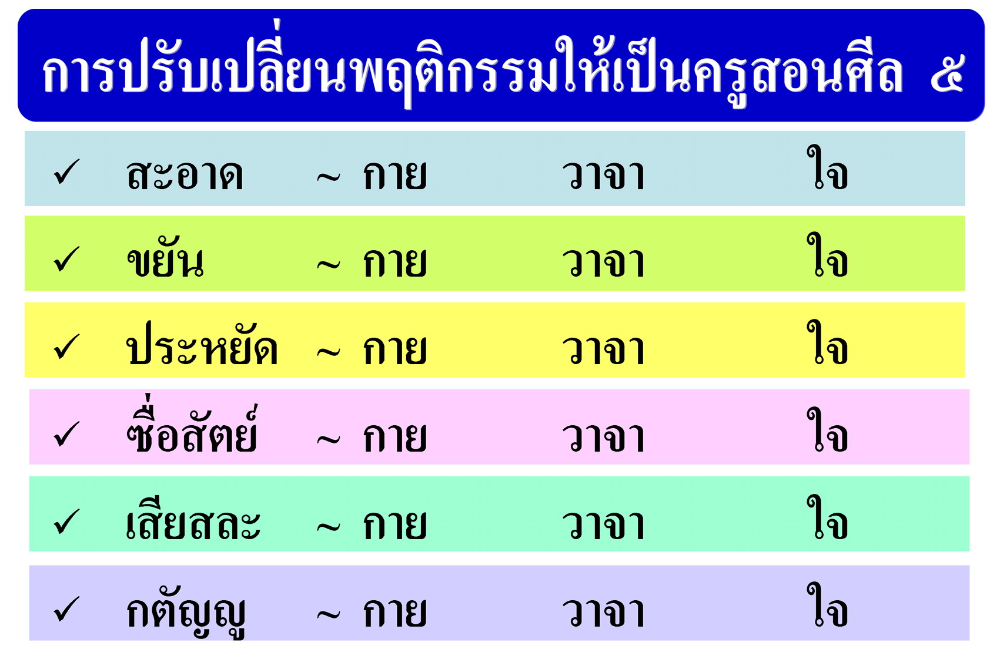 การปรับเปลี่ยนพฤติกรรมให้เป็นครูสอนศีล ๕
✓ สะอาด ~ กาย วาจา ใจ
✓ ขยัน ~ กาย วาจา ใจ
✓ ประหยัด ~ กาย วาจา ใจ
✓ ซื่อสัตย์ ~ กาย วาจา ใจ
✓ เสียสละ ~ กาย วาจา ใจ
✓ กตัญญู ~ กาย วาจา ใจ